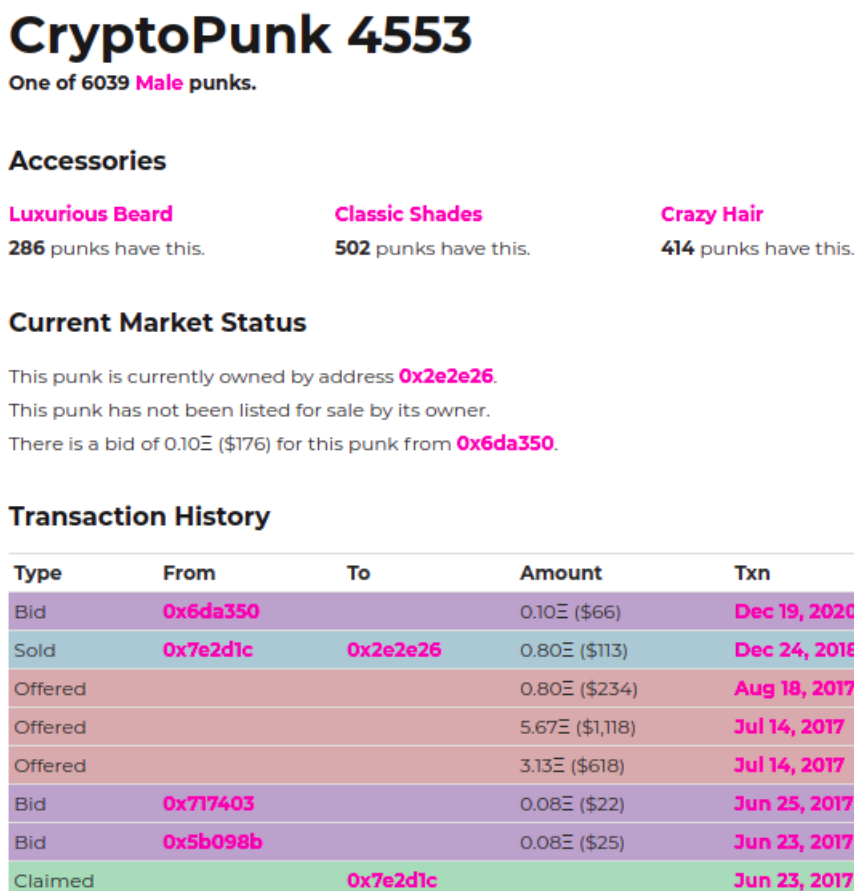 CryptoPunk 4553
One of 6039 Male punks.
Accessories
Luxurious Beard Classic Shades Crazy Hair
286 punks have this. 502 punks have this. 414 punks have this.
Current Market Status
This punk is currently owned by address 0x2e2e26.
This punk has not been listed for sale by its owner.
There is a bid of 0.10Ξ ($176) for this punk from 0x6da350.
Transaction History
Type From To Amount Txn
Bid 0x6da350 0.10Ξ ($66) Dec 19, 2020
Sold 0x7e2d1c 0x2e2e26 0.80Ξ ($113) Dec 24, 2018
Offered 0.80Ξ ($234) Aug 18, 2017
Offered 5.67Ξ ($1,118) Jul 14, 2017
Offered 3.13Ξ ($618) Jul 14, 2017
Bid 0x717403 0.08Ξ ($22) Jun 25, 2017
Bid 0x5b098b 0.08Ξ ($25) Jun 23, 2017
Claimed 0x7e2d1c Jun 23, 2017